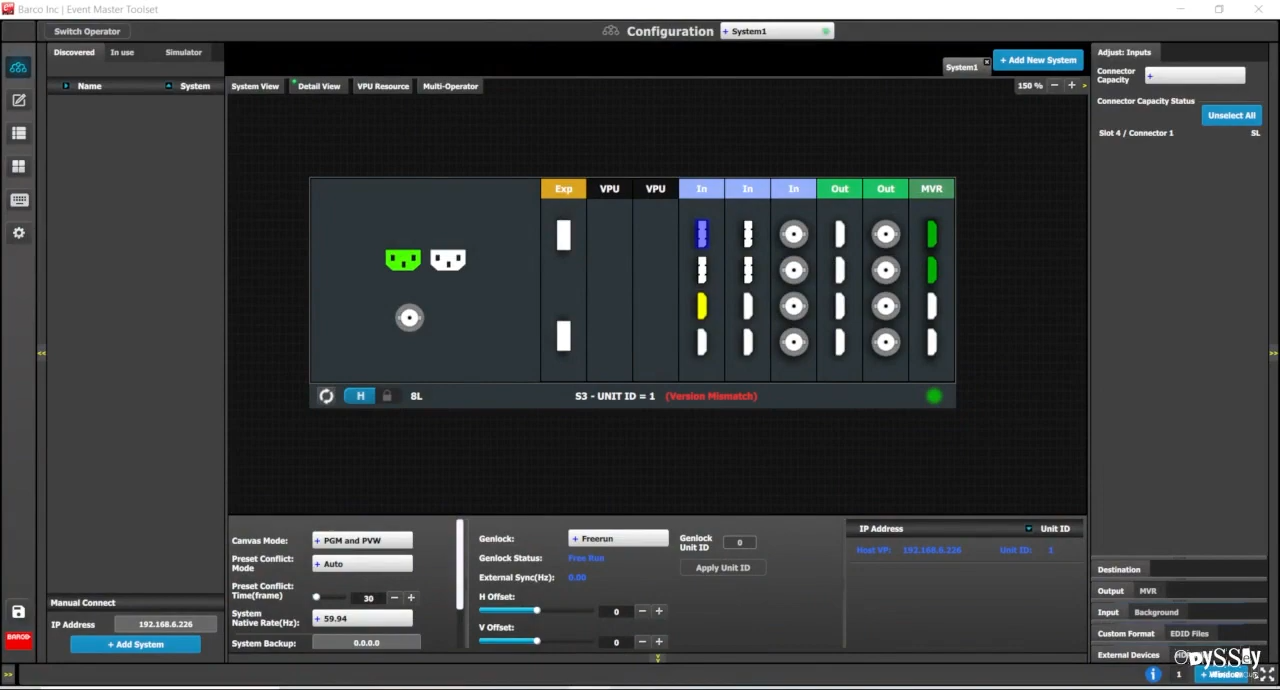 Barco Inc | Event Master Toolset
Switch Operator
Configuration
+ System1
Discovered
In use
Simulator
Name
System
System1
+ Add New System
System View
Detail View
VPU Resource
Multi-Operator
150 %
Adjust: Inputs
Connector Capacity
+
Connector Capacity Status
Unselect All
Slot 4 / Connector 1
SL
Exp
VPU
VPU
In
In
In
Out
Out
MVR
H
8L
S3 - UNIT ID = 1
(Version Mismatch)
Manual Connect
IP Address
192.168.6.226
+ Add System
BARCO
Canvas Mode:
+ PGM and PVW
Preset Conflict: Mode
+ Auto
Preset Conflict: Time(frame)
30
System Native Rate(Hz):
+ 59.94
System Backup:
0.0.0.0
Genlock:
+ Freerun
Genlock Unit ID
0
Genlock Status:
Free Run
Apply Unit ID
External Sync(Hz):
0.00
H Offset:
0
V Offset:
0
IP Address
Unit ID
Host VP:
192.168.6.226
Unit ID:
1
Destination
Output
MVR
Input
Background
Custom Format
EDID Files
External Devices
1